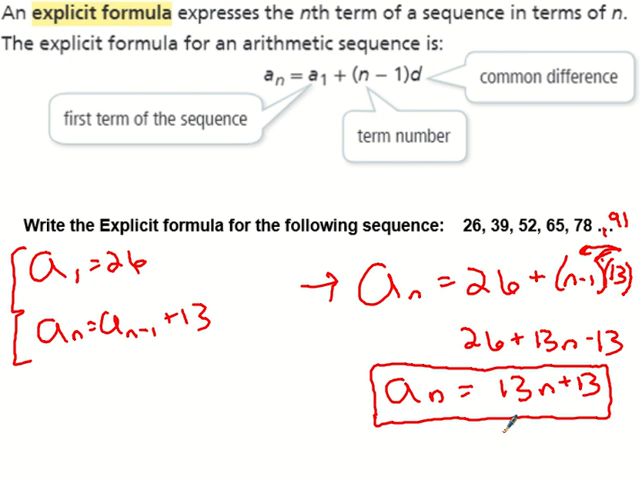 An explicit formula expresses the nth term of a sequence in terms of n.
The explicit formula for an arithmetic sequence is:
aₙ = a₁ + (n − 1)d
common difference
first term of the sequence
term number
Write the Explicit formula for the following sequence: 26, 39, 52, 65, 78 ..., 91
a₁ = 26
aₙ = aₙ₋₁ + 13
→ aₙ = 26 + (n-1)(13)
26 + 13n - 13
aₙ = 13n + 13